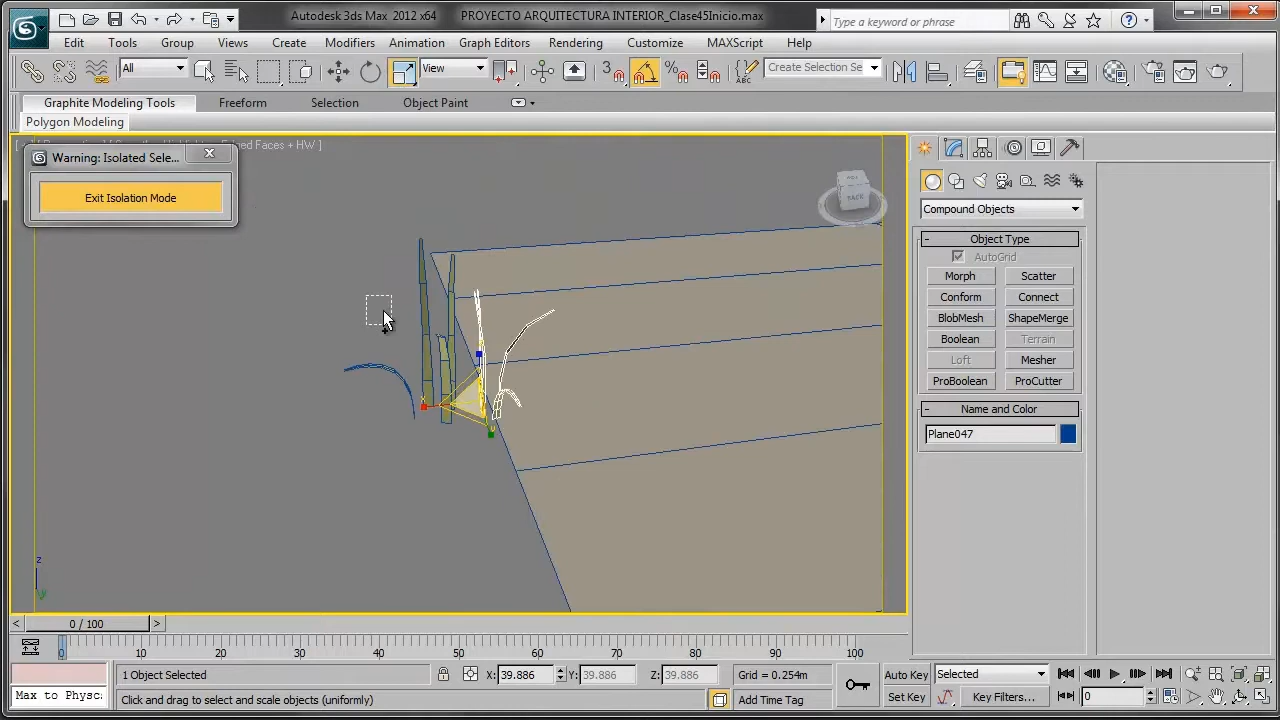 Autodesk 3ds Max 2012 x64 PROYECTO ARQUITECTURA INTERIOR_Clase45Inicio.max
Type a keyword or phrase
Edit Tools Group Views Create Modifiers Animation Graph Editors Rendering Customize MAXScript Help
All View Create Selection Se
Graphite Modeling Tools Freeform Selection Object Paint
Polygon Modeling
Faces + HW ]
Warning: Isolated Sele...
Exit Isolation Mode
BACK
Compound Objects
Object Type
AutoGrid
Morph Scatter
Conform Connect
BlobMesh ShapeMerge
Boolean Terrain
Loft Mesher
ProBoolean ProCutter
Name and Color
Plane047
z
y
0 / 100
0 10 20 30 40 50 60 70 80 90 100
1 Object Selected X: 39.886 Y: 39.886 Z: 39.886 Grid = 0.254m Auto Key Selected
Max to Physc: Click and drag to select and scale objects (uniformly) Add Time Tag Set Key Key Filters... 0